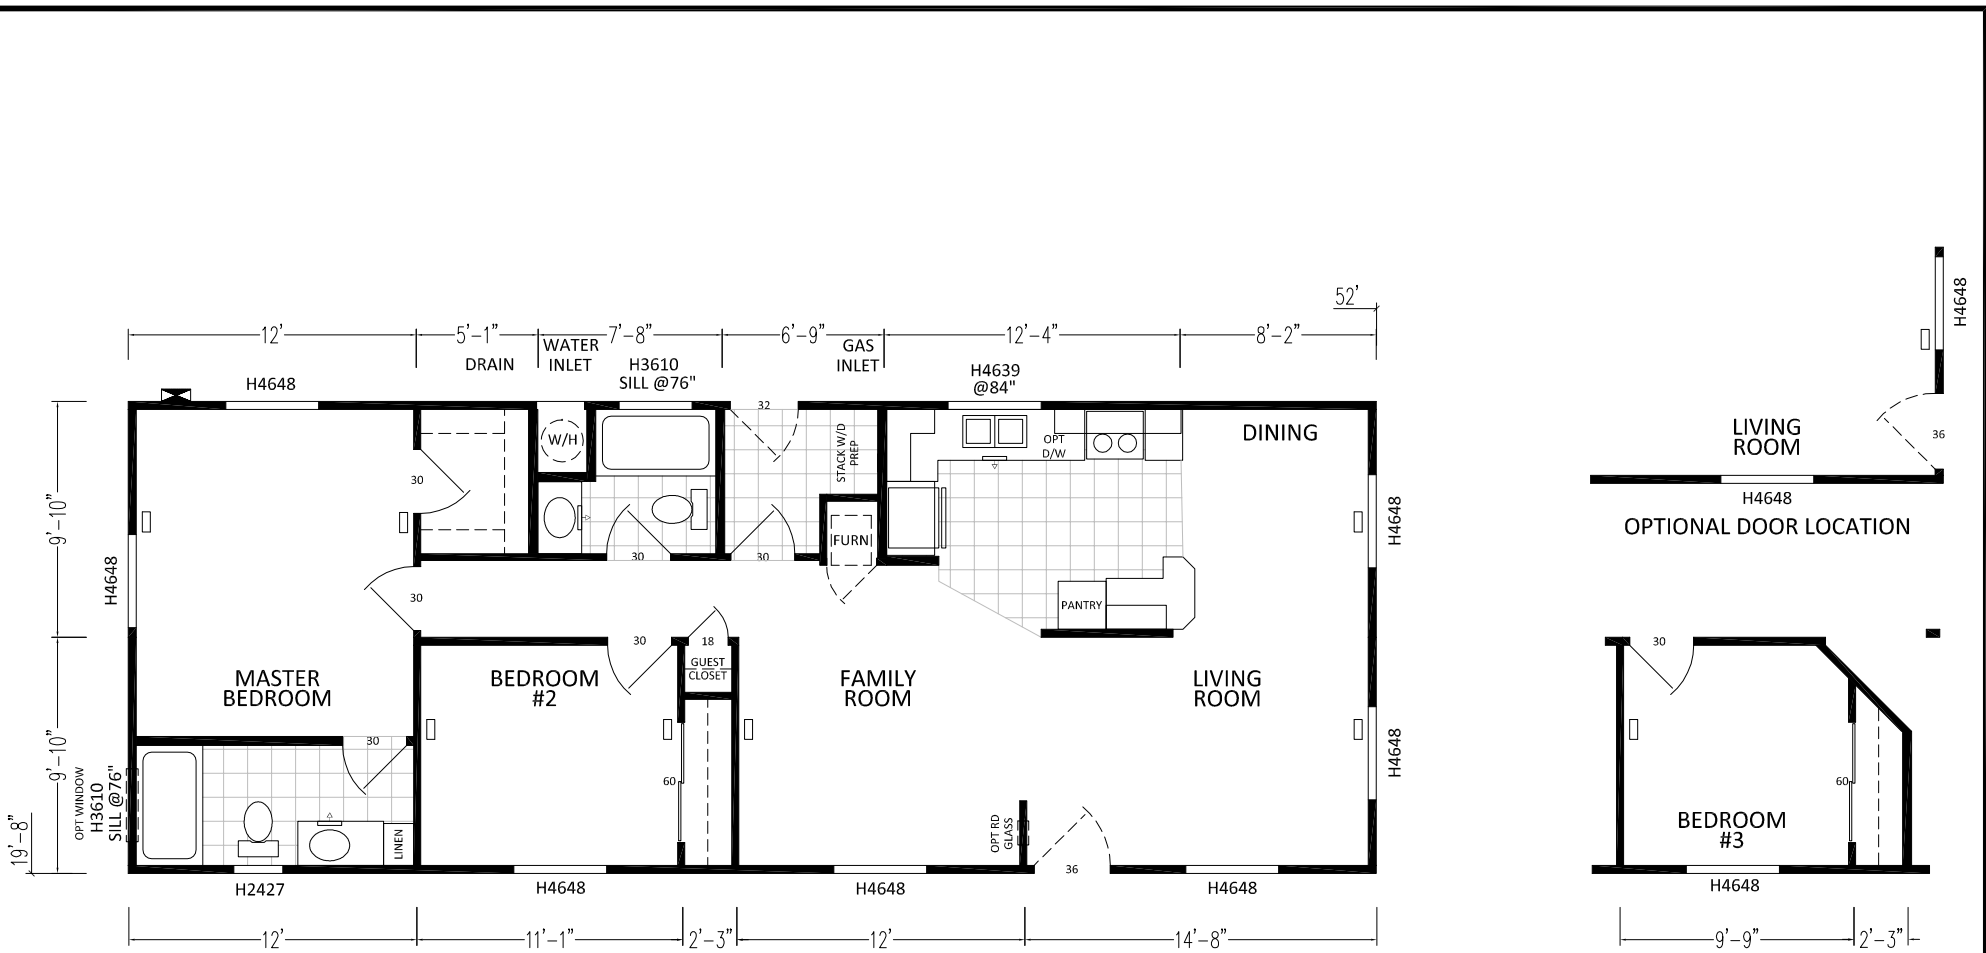 52'
12'
5'-1"
7'-8"
6'-9"
12'-4"
8'-2"
DRAIN
WATER
INLET
GAS
INLET
H4648
H3610
SILL @76"
H4639
@84"
32
W/H
STACK W/D
PREP
OPT
D/W
DINING
30
FURN
30
30
H4648
9'-10"
H4648
30
PANTRY
30
18
GUEST
CLOSET
MASTER
BEDROOM
BEDROOM
#2
FAMILY
ROOM
LIVING
ROOM
H4648
30
60
9'-10"
OPT WINDOW
H3610
SILL @76"
19'-8"
LINEN
OPT RD
GLASS
36
H2427
H4648
H4648
H4648
12'
11'-1"
2'-3"
12'
14'-8"
H4648
LIVING
ROOM
36
H4648
OPTIONAL DOOR LOCATION
30
60
BEDROOM
#3
H4648
9'-9"
2'-3"